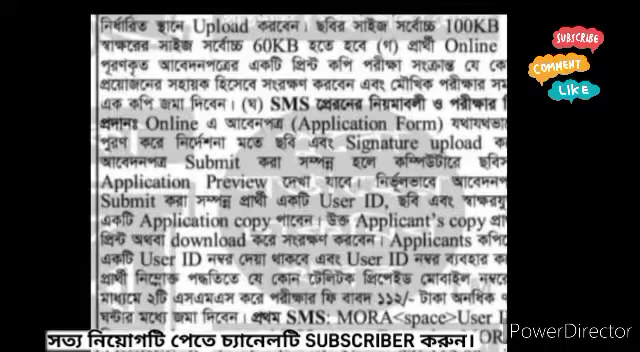 নির্ধারিত স্থানে Upload করবেন। ছবির সাইজ সর্বোচ্চ 100KB
স্বাক্ষরের সাইজ সর্বোচ্চ 60KB হতে হবে (গ) প্রার্থী Online
পূরণকৃত আবেদনপত্রের একটি প্রিন্ট কপি পরীক্ষা সংক্রান্ত যে কো
প্রয়োজনের সহায়ক হিসেবে সংরক্ষণ করবেন এবং মৌখিক পরীক্ষার সম
এক কপি জমা দিবেন। (ঘ) SMS প্রেরনের নিয়মাবলী ও পরীক্ষার
প্রদানঃ Online এ আবেদনপত্র (Application Form) যথাযথভা
পূরণ করে নির্দেশনা মতে ছবি এবং Signature upload ক
আবেদনপত্র Submit করা সম্পন্ন হলে কম্পিউটারে ছবিস
Application Preview দেখা যাবে। নির্ভুলভাবে আবেদনপ
Submit করা সম্পন্ন প্রার্থী একটি User ID, ছবি এবং স্বাক্ষরযু
একটি Application copy পাবেন। উক্ত Applicant's copy প্রা
প্রিন্ট অথবা download করে সংরক্ষণ করবেন। Applicants কপি
একটি User ID নম্বর দেয়া থাকবে এবং User ID নম্বর ব্যবহার ক
প্রার্থী নিম্নোক্ত পদ্ধতিতে যে কোন টেলিটক প্রিপেইড মোবাইল নম্বরে
মাধ্যমে ২টি এসএমএস করে পরীক্ষার ফি বাবদ ১১২/- টাকা অনধিক
ঘন্টার মধ্যে জমা দিবেন। প্রথম SMS: MORA<space>User I
সত্য নিয়োগটি পেতে চ্যানেলটি SUBSCRIBER করুন।
SUBSCRIBE
COMMENT
LIKE
PowerDirector